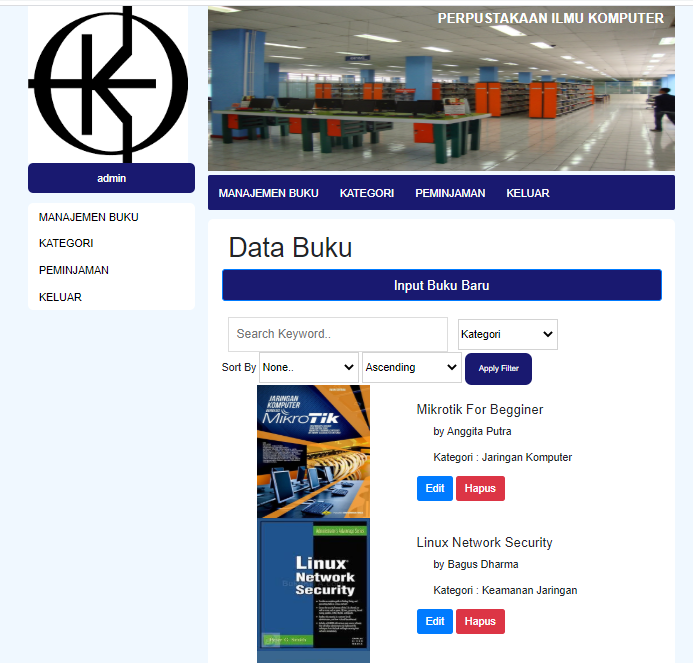 PERPUSTAKAAN ILMU KOMPUTER
admin
MANAJEMEN BUKU
KATEGORI
PEMINJAMAN
KELUAR
MANAJEMEN BUKU KATEGORI PEMINJAMAN KELUAR
Data Buku
Input Buku Baru
Search Keyword.. Kategori
Sort By None.. Ascending Apply Filter
JARINGAN
KOMPUTER
MikroTik
Mikrotik For Begginer
by Anggita Putra
Kategori : Jaringan Komputer
Edit Hapus
Linux
Network
Security
Linux Network Security
by Bagus Dharma
Kategori : Keamanan Jaringan
Edit Hapus